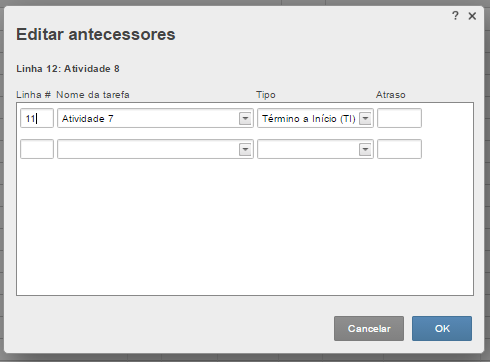 ?
Editar antecessores
Linha 12: Atividade 8
Linha # Nome da tarefa Tipo Atraso
11 Atividade 7 Término a Início (TI)
Cancelar OK